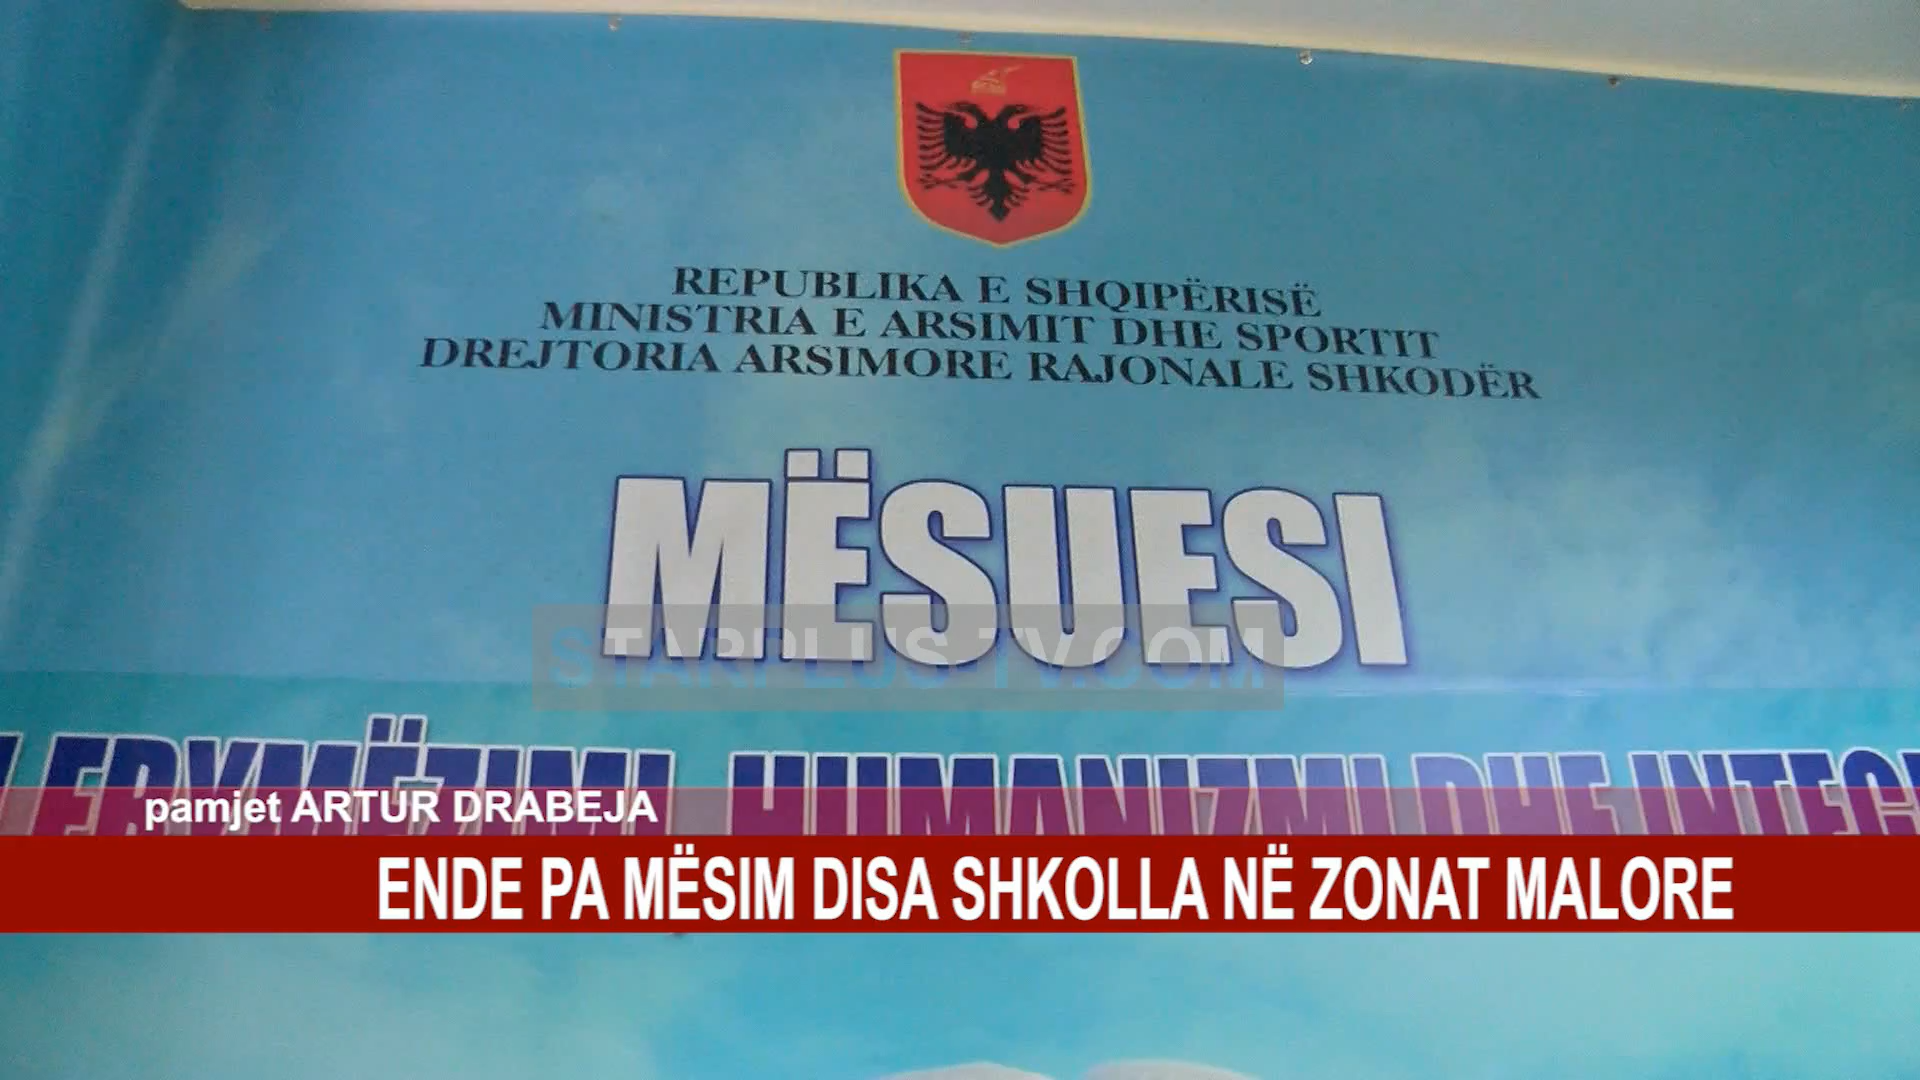 REPUBLIKA E SHQIPËRISË
MINISTRIA E ARSIMIT DHE SPORTIT
DREJTORIA ARSIMORE RAJONALE SHKODËR
MËSUESI
STARPLUS-TV.COM
HUMANIZMI DHE
pamjet ARTUR DRABEJA
ENDE PA MËSIM DISA SHKOLLA NË ZONAT MALORE